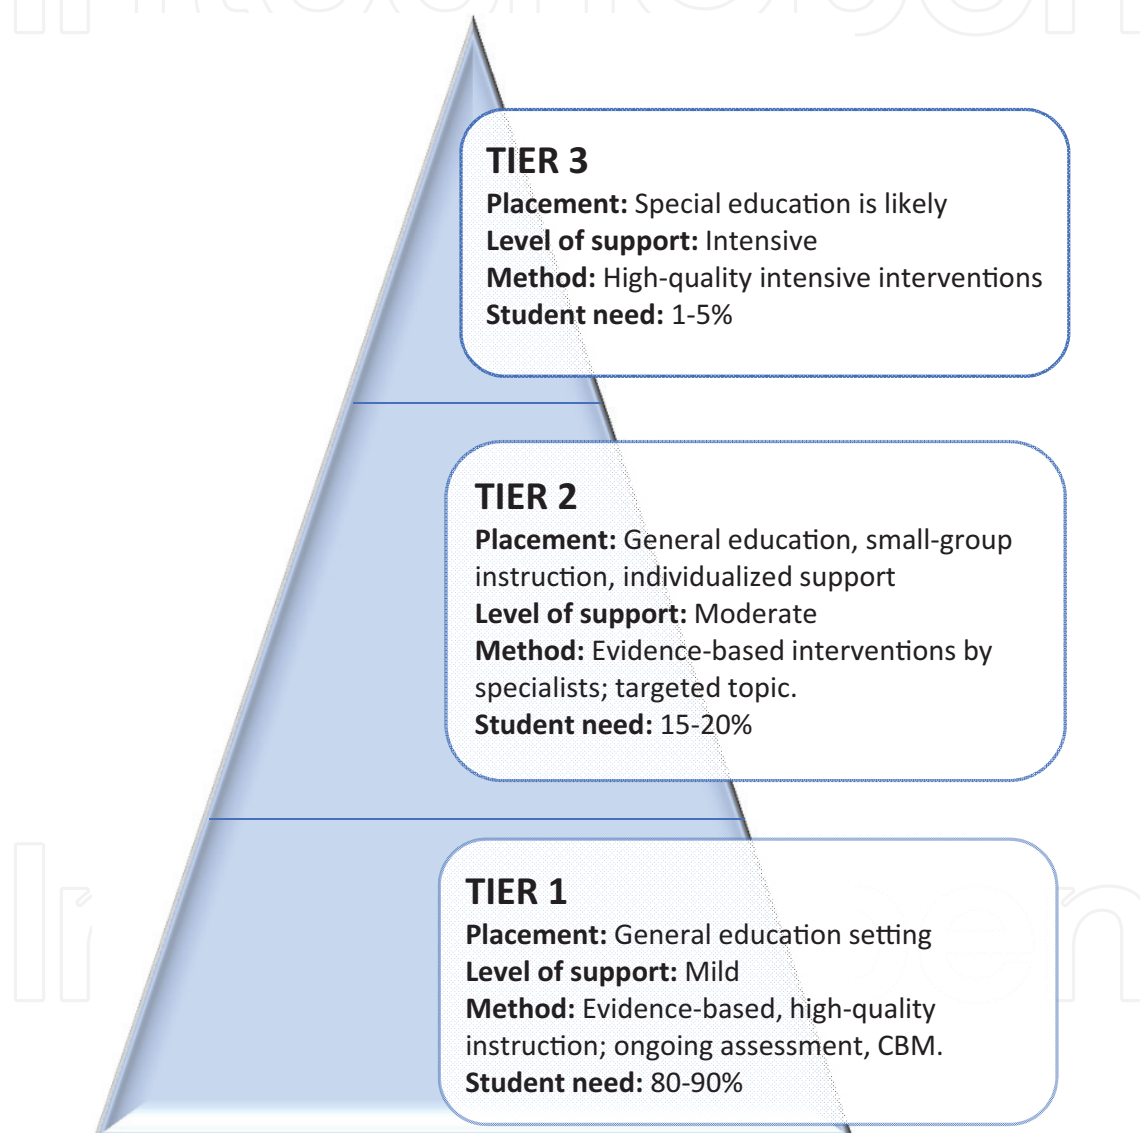 TIER 3
Placement: Special education is likely
Level of support: Intensive
Method: High-quality intensive interventions
Student need: 1-5%
TIER 2
Placement: General education, small-group
instruction, individualized support
Level of support: Moderate
Method: Evidence-based interventions by
specialists; targeted topic.
Student need: 15-20%
TIER 1
Placement: General education setting
Level of support: Mild
Method: Evidence-based, high-quality
instruction; ongoing assessment, CBM.
Student need: 80-90%